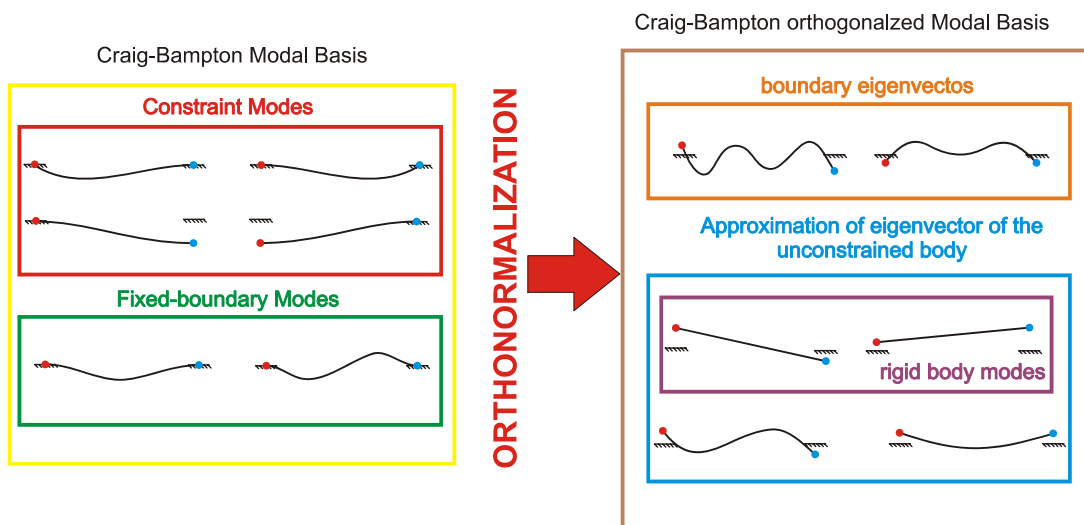 Craig-Bampton Modal Basis
Constraint Modes
Fixed-boundary Modes
ORTHONORMALIZATION
Craig-Bampton orthogonalzed Modal Basis
boundary eigenvectos
Approximation of eigenvector of the
unconstrained body
rigid body modes